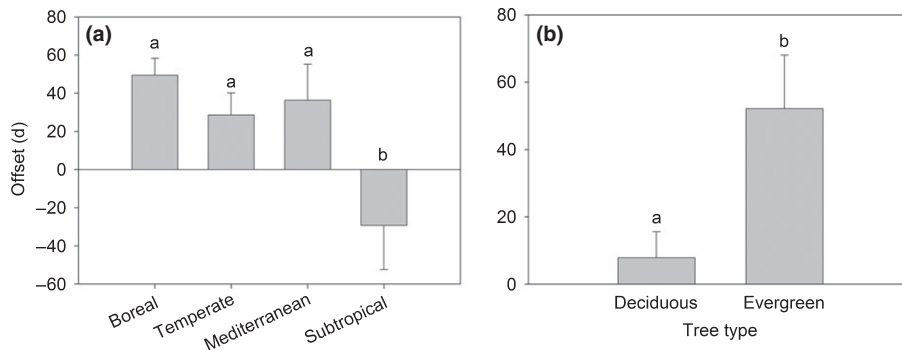 (a)
80
60
40
20
0
–20
–40
–60
Offset (d)
a
a
a
b
Boreal
Temperate
Mediterranean
Subtropical
(b)
80
60
40
20
0
a
b
Deciduous
Evergreen
Tree type